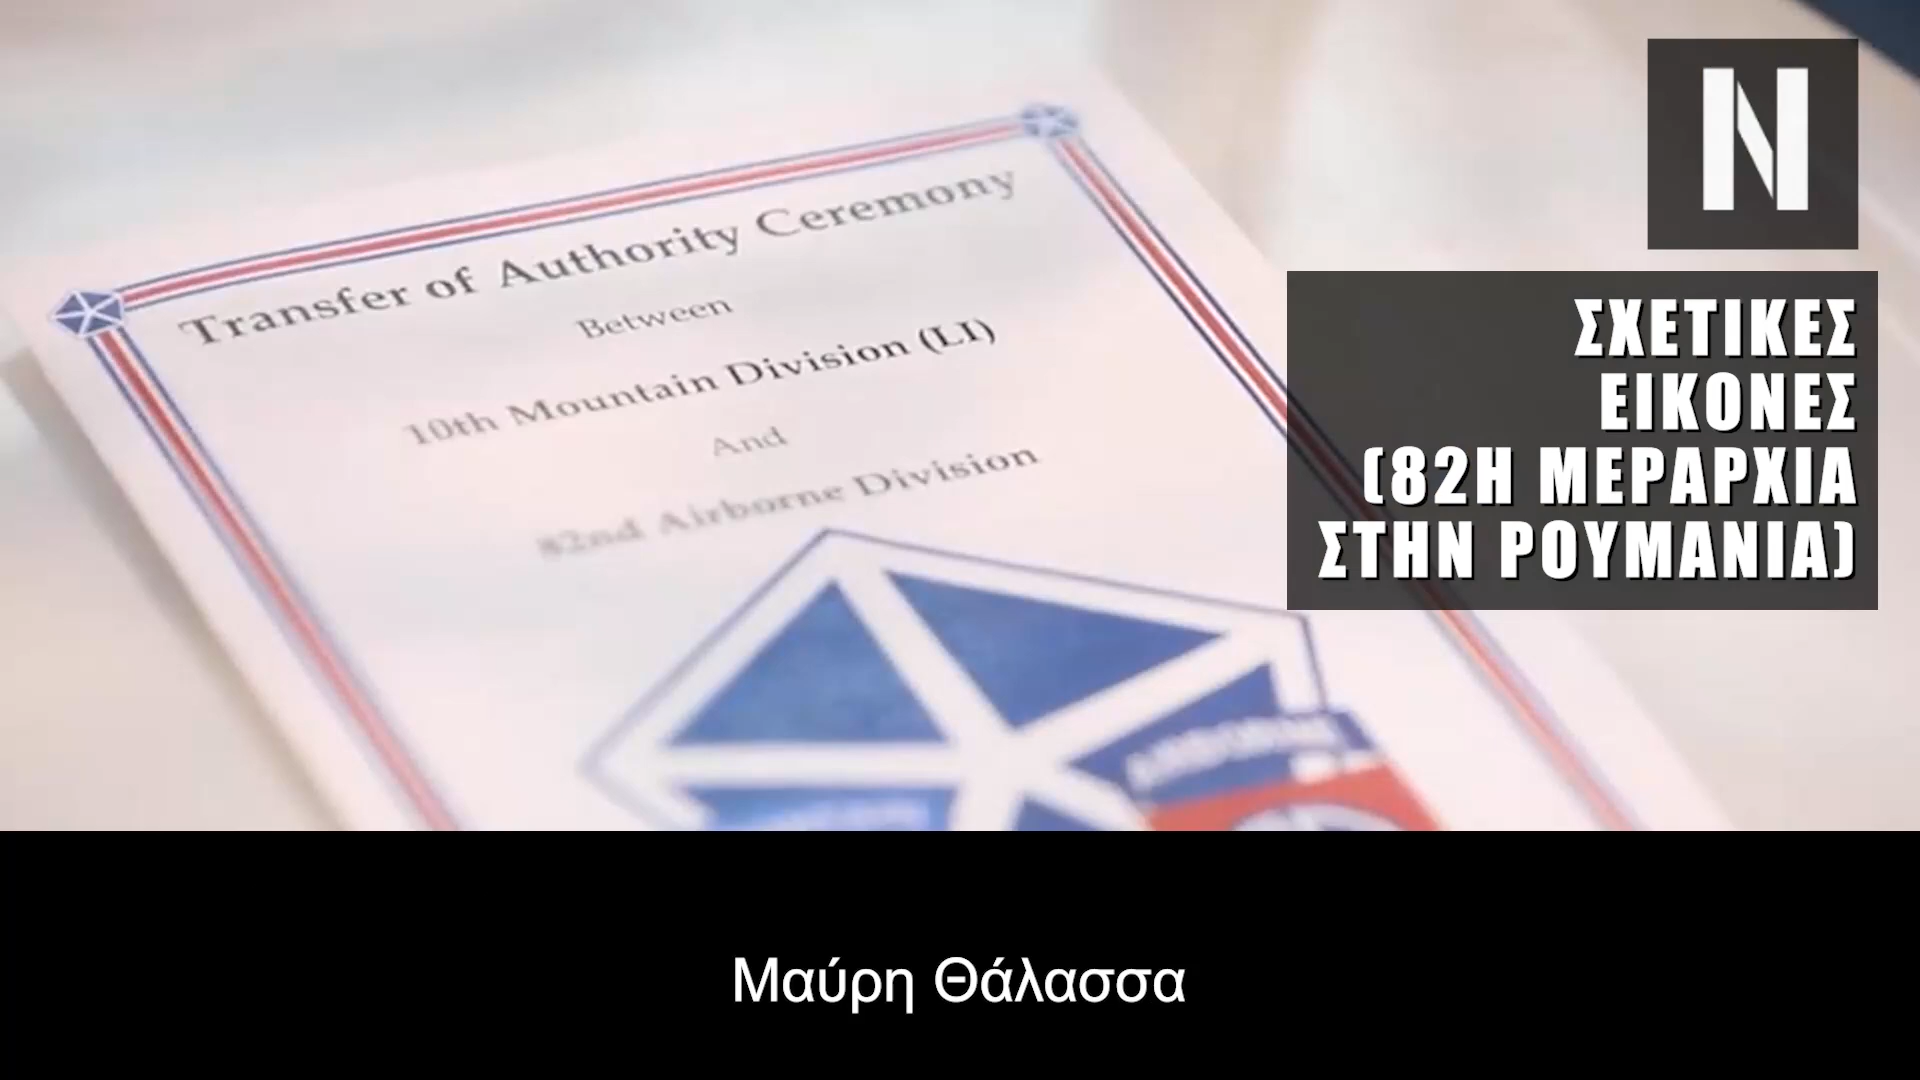 N
ΣΧΕΤΙΚΕΣ
ΕΙΚΟΝΕΣ
(82Η ΜΕΡΑΡΧΙΑ
ΣΤΗΝ ΡΟΥΜΑΝΙΑ)
Transfer of Authority Ceremony
Between
10th Mountain Division (LI)
And
82nd Airborne Division
AIRBORNE
Μαύρη Θάλασσα